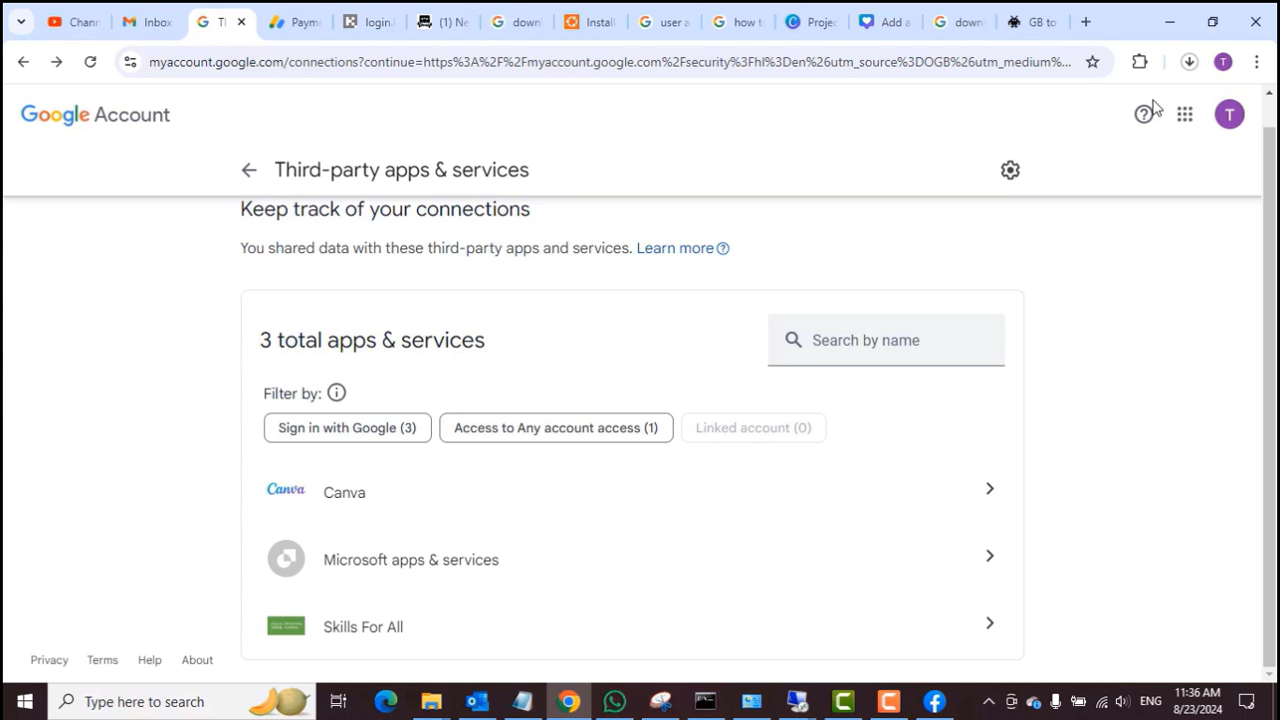 Chann
Inbox
Tl
Payme
login.
(1) Ne
downl
Install
user a
how t
Projec
Add a
downl
GB to
myaccount.google.com/connections?continue=https%3A%2F%2Fmyaccount.google.com%2Fsecurity%3Fhl%3Den%26utm_source%3DOGB%26utm_medium%...
T
Google Account
T
Third-party apps & services
Keep track of your connections
You shared data with these third-party apps and services. Learn more
3 total apps & services
Search by name
Filter by:
Sign in with Google (3)
Access to Any account access (1)
Linked account (0)
Canva
Canva
Microsoft apps & services
Skills For All
Privacy
Terms
Help
About
Type here to search
ENG
11:36 AM
8/23/2024